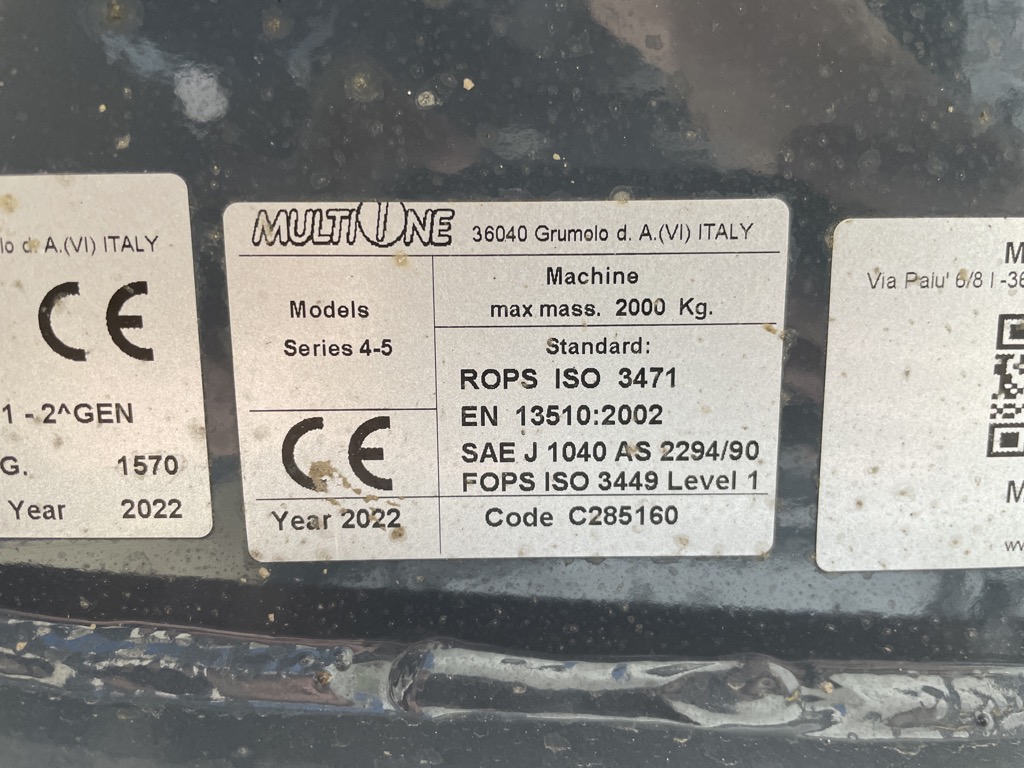 lo d. A.(VI) ITALY
CE
1 - 2^GEN
G. 1570
Year 2022
MULTIONE 36040 Grumolo d. A.(VI) ITALY
Models
Series 4-5
CE
Year 2022
Machine
max mass. 2000 Kg.
Standard:
ROPS ISO 3471
EN 13510:2002
SAE J 1040 AS 2294/90
FOPS ISO 3449 Level 1
Code C285160
M
Via Palu' 6/8 I -36
M
ww